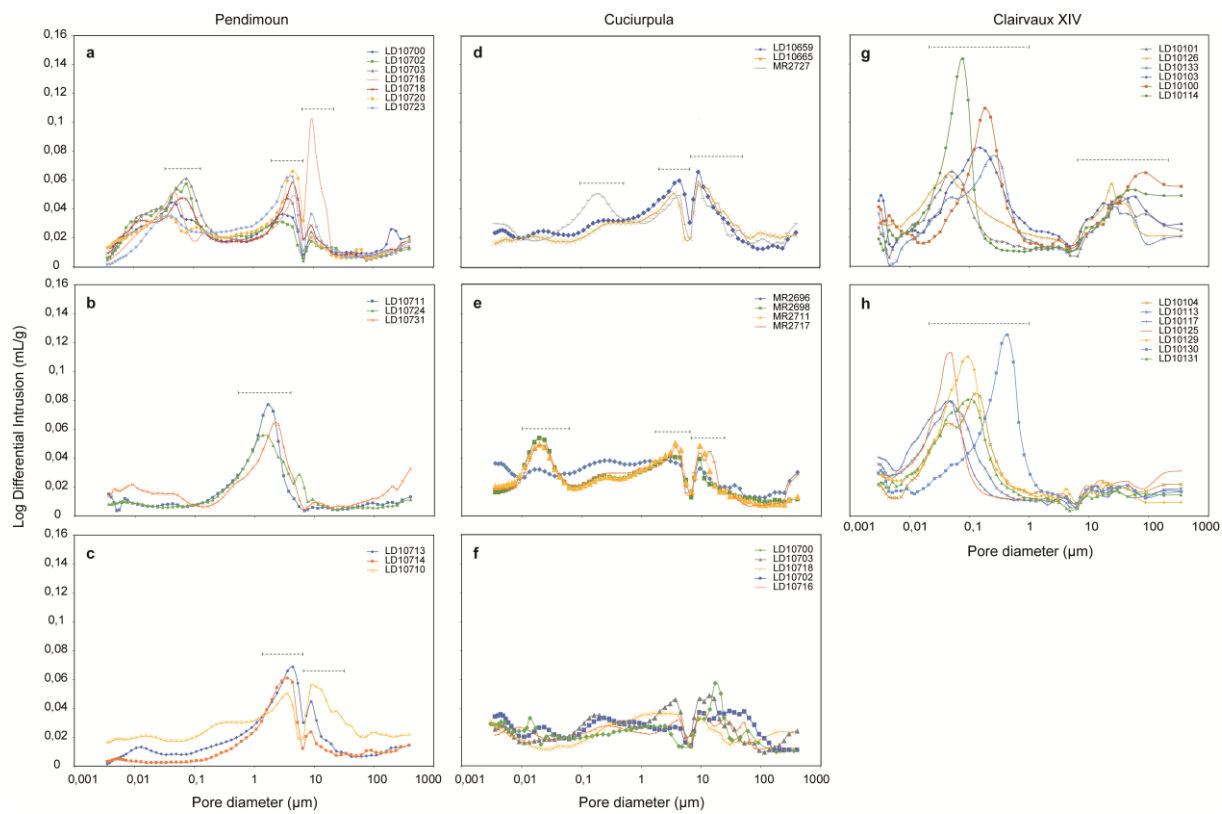 Pendimoun
Cuciurpula
Clairvaux XIV
Log Differential Intrusion (mL/g)
a
0,16
0,14
0,12
0,1
0,08
0,06
0,04
0,02
0
LD10700
LD10702
LD10703
LD10716
LD10718
LD10720
LD10723
b
0,16
0,14
0,12
0,1
0,08
0,06
0,04
0,02
0
LD10711
LD10724
LD10731
c
0,16
0,14
0,12
0,1
0,08
0,06
0,04
0,02
0
LD10713
LD10714
LD10710
0,001
0,01
0,1
1
10
100
1000
Pore diameter (µm)
d
LD10659
LD10665
MR2727
e
MR2696
MR2698
MR2711
MR2717
f
LD10700
LD10703
LD10718
LD10702
LD10716
0,001
0,01
0,1
1
10
100
1000
Pore diameter (µm)
g
LD10101
LD10126
LD10133
LD10103
LD10100
LD10114
h
LD10104
LD10113
LD10117
LD10125
LD10129
LD10130
LD10131
0,001
0,01
0,1
1
10
100
1000
Pore diameter (µm)